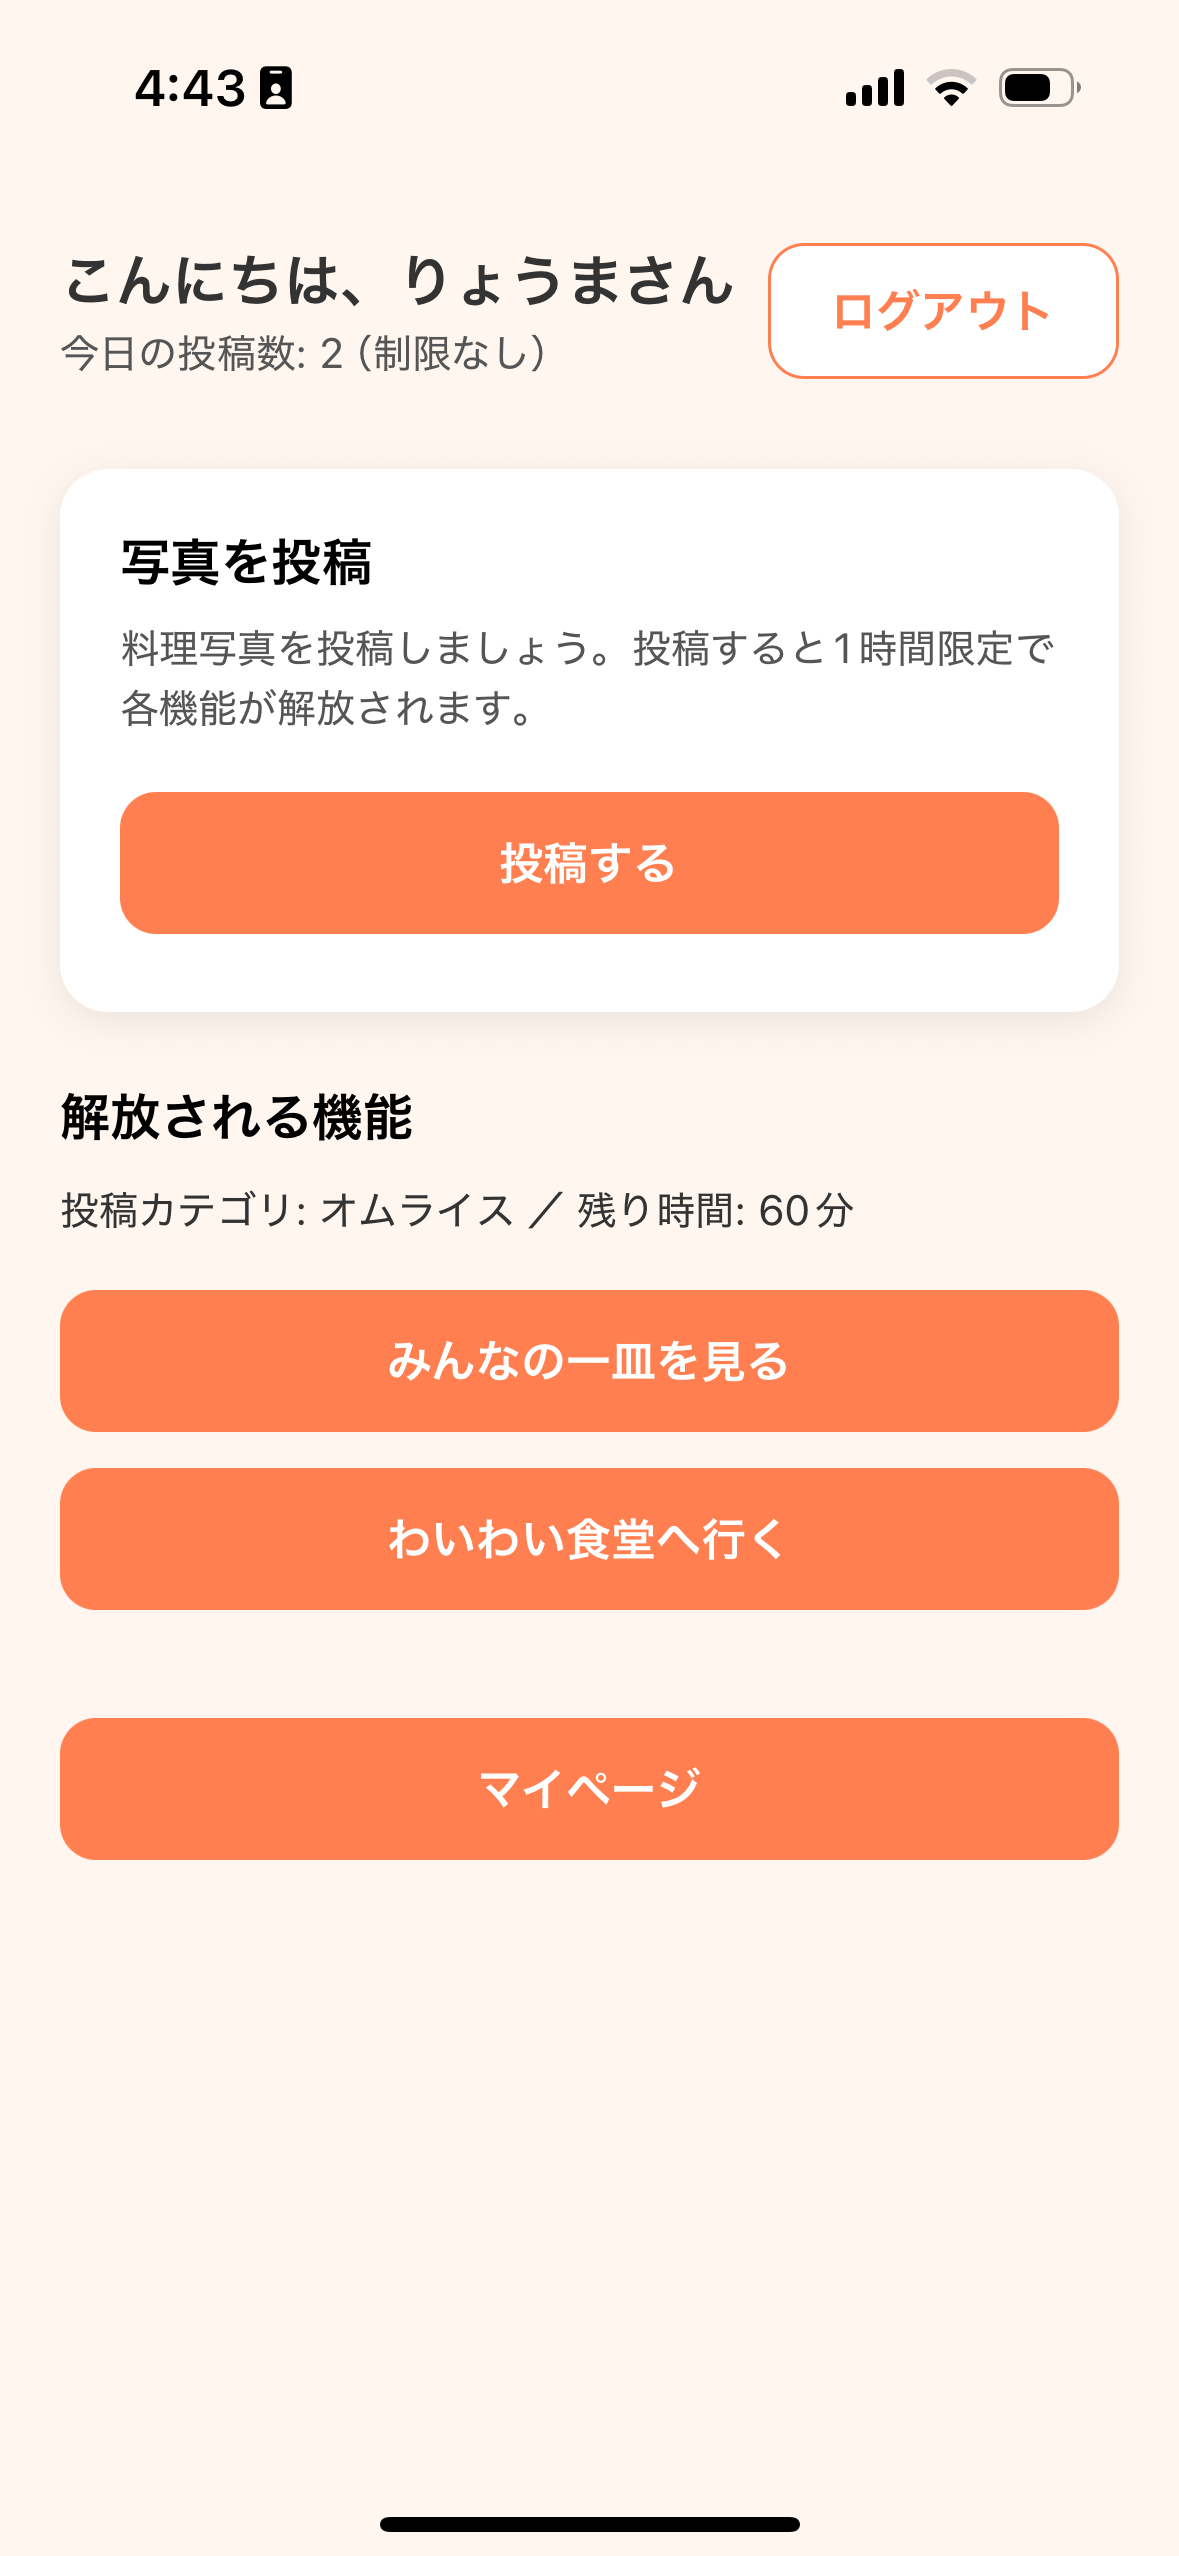 4:43
こんにちは、りょうまさん
ログアウト
今日の投稿数: 2（制限なし）
写真を投稿
料理写真を投稿しましょう。投稿すると1時間限定で
各機能が解放されます。
投稿する
解放される機能
投稿カテゴリ: オムライス ／ 残り時間: 60分
みんなの一皿を見る
わいわい食堂へ行く
マイページ